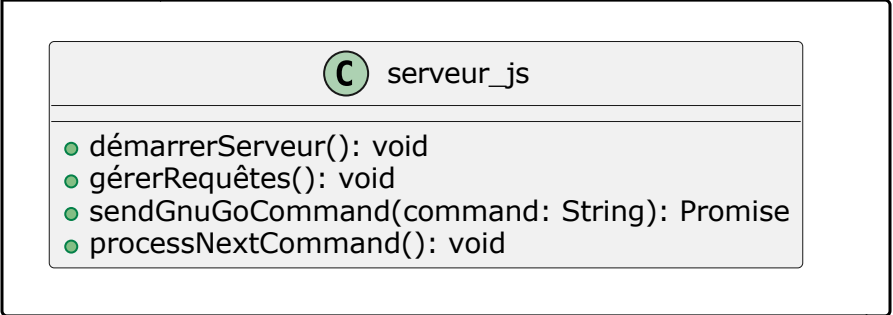 C serveur_js
démarrerServeur(): void
gérerRequêtes(): void
sendGnuGoCommand(command: String): Promise
processNextCommand(): void